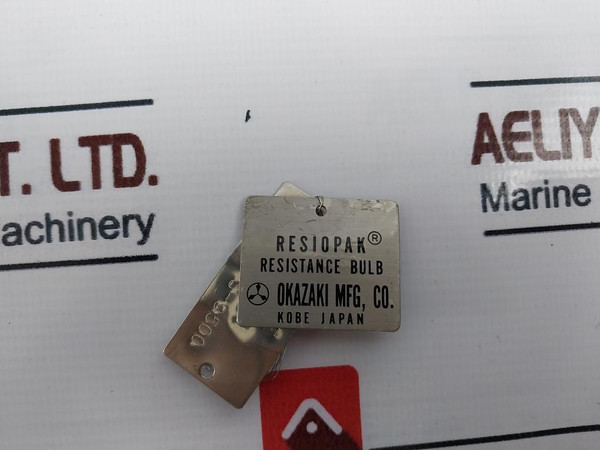 T. LTD.
achinery
AELIY
Marine
RESIOPAK®
RESISTANCE BULB
OKAZAKI MFG, CO.
KOBE JAPAN